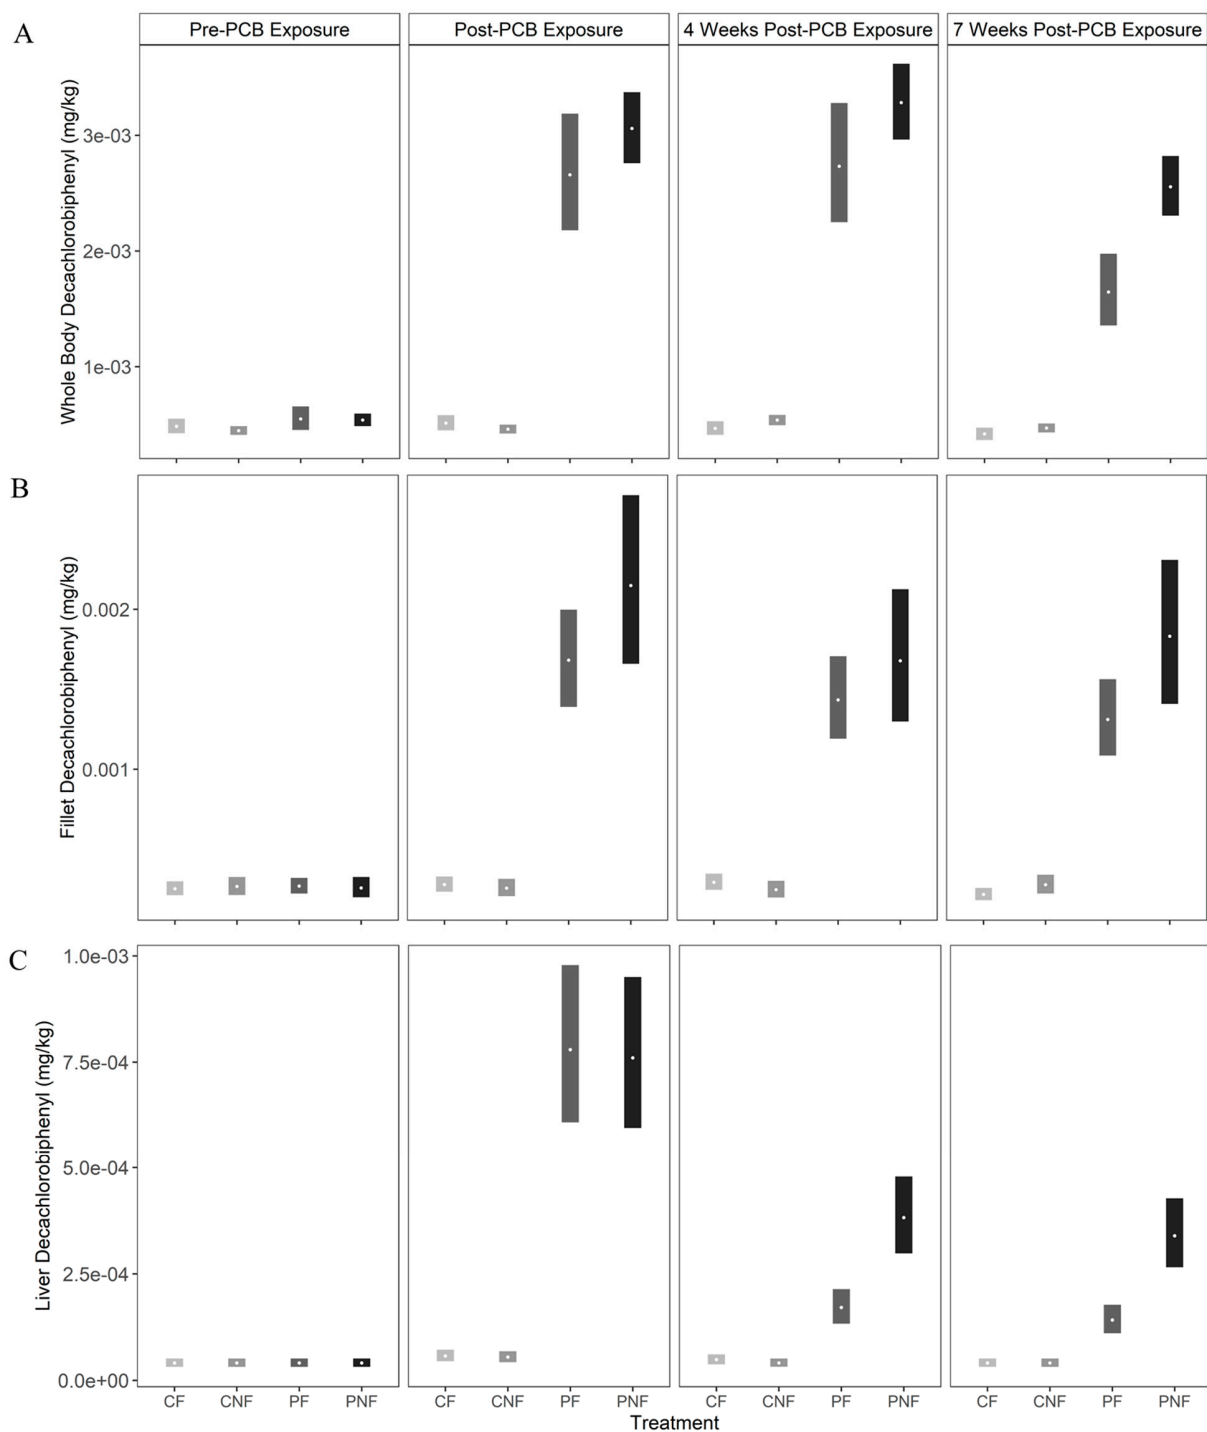 A
Pre-PCB Exposure
Post-PCB Exposure
4 Weeks Post-PCB Exposure
7 Weeks Post-PCB Exposure
Whole Body Decachlorobiphenyl (mg/kg)
3e-03
2e-03
1e-03
B
Fillet Decachlorobiphenyl (mg/kg)
0.002
0.001
C
Liver Decachlorobiphenyl (mg/kg)
1.0e-03
7.5e-04
5.0e-04
2.5e-04
0.0e+00
CF CNF PF PNF
CF CNF PF PNF
CF CNF PF PNF
CF CNF PF PNF
Treatment